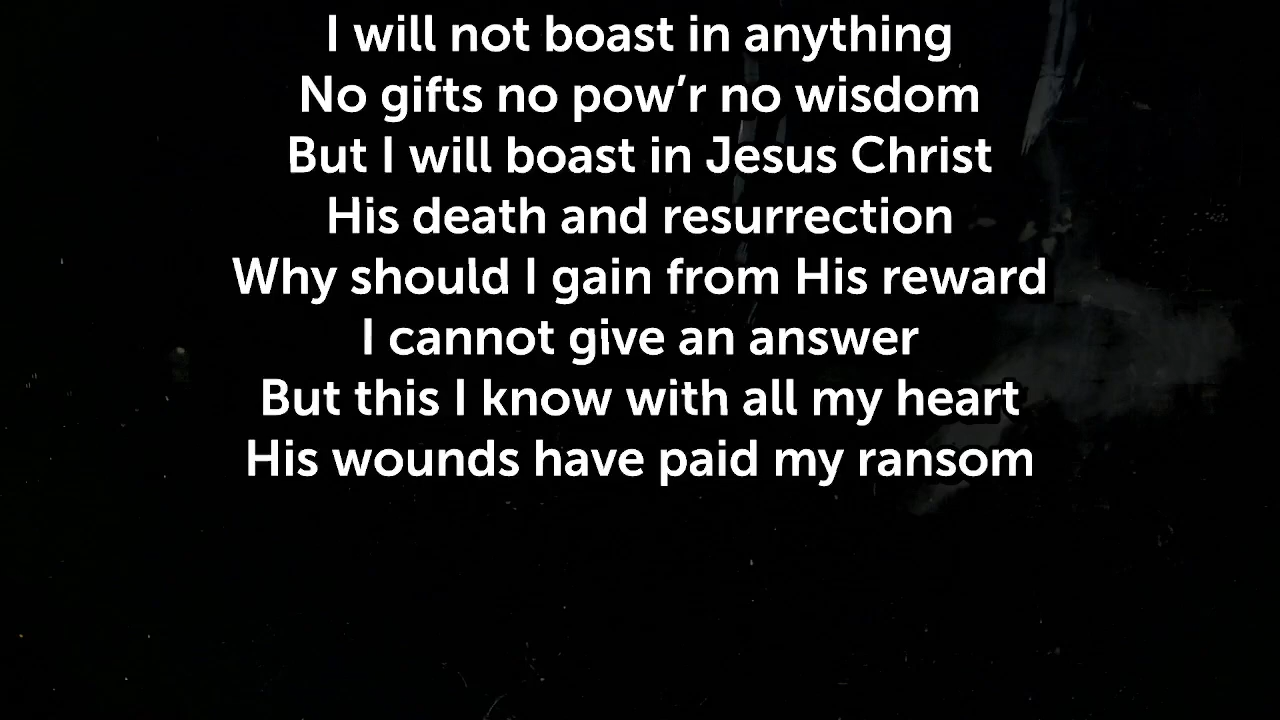 I will not boast in anything
No gifts no pow’r no wisdom
But I will boast in Jesus Christ
His death and resurrection
Why should I gain from His reward
I cannot give an answer
But this I know with all my heart
His wounds have paid my ransom